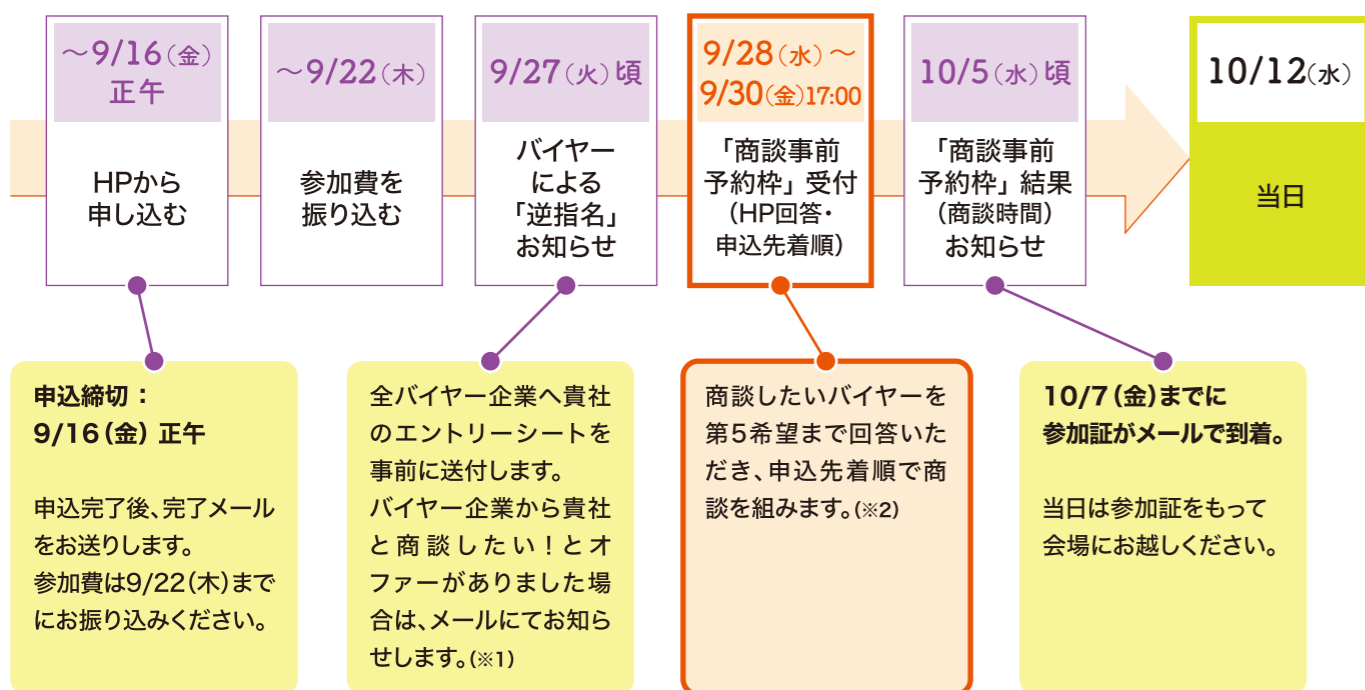 ～9/16(金)
正午
HPから
申し込む
～9/22(木)
参加費を
振り込む
9/27(火)頃
バイヤー
による
「逆指名」
お知らせ
9/28(水)～
9/30(金)17:00
「商談事前
予約枠」受付
(HP回答・
申込先着順)
10/5(水)頃
「商談事前
予約枠」結果
(商談時間)
お知らせ
10/12(水)
当日
申込締切：
9/16(金) 正午
申込完了後、完了メール
をお送りします。
参加費は9/22(木)まで
にお振り込みください。
全バイヤー企業へ貴社
のエントリーシートを
事前に送付します。
バイヤー企業から貴社
と商談したい！とオ
ファーがありました場
合は、メールにてお知ら
せします。(※1)
商談したいバイヤーを
第5希望まで回答いた
だき、申込先着順で商
談を組みます。(※2)
10/7(金)までに
参加証がメールで到着。
当日は参加証をもって
会場にお越しください。